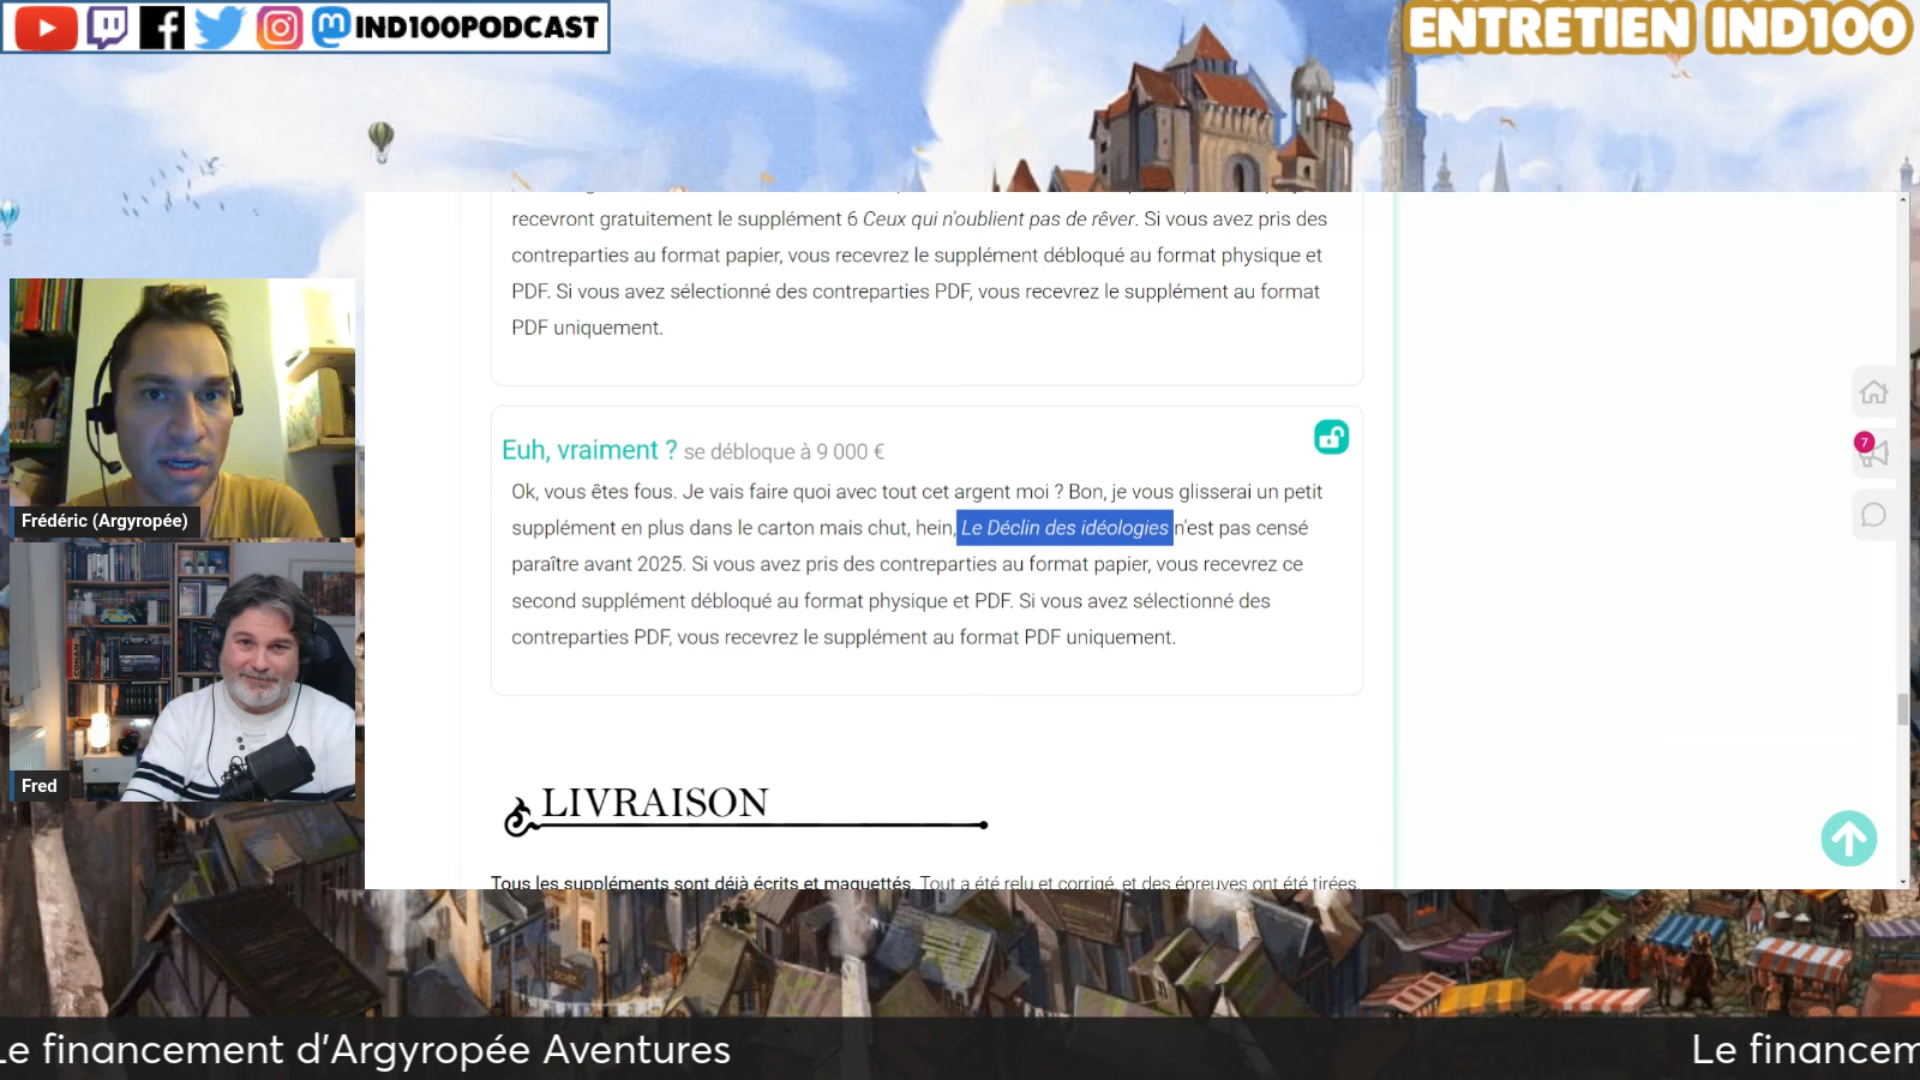 IND100PODCAST
ENTRETIEN IND100
recevront gratuitement le supplément 6 Ceux qui n'oublient pas de rêver. Si vous avez pris des
contreparties au format papier, vous recevrez le supplément débloqué au format physique et
PDF. Si vous avez sélectionné des contreparties PDF, vous recevrez le supplément au format
PDF uniquement.
Euh, vraiment ? se débloque à 9 000 €
Ok, vous êtes fous. Je vais faire quoi avec tout cet argent moi ? Bon, je vous glisserai un petit
supplément en plus dans le carton mais chut, hein, Le Déclin des idéologies n'est pas censé
paraître avant 2025. Si vous avez pris des contreparties au format papier, vous recevrez ce
second supplément débloqué au format physique et PDF. Si vous avez sélectionné des
contreparties PDF, vous recevrez le supplément au format PDF uniquement.
7
LIVRAISON
Tous les suppléments sont déjà écrits et maquettés. Tout a été relu et corrigé, et des épreuves ont été tirées.
Frédéric (Argyropée)
Fred
Le financement d'Argyropée Aventures
Le financem